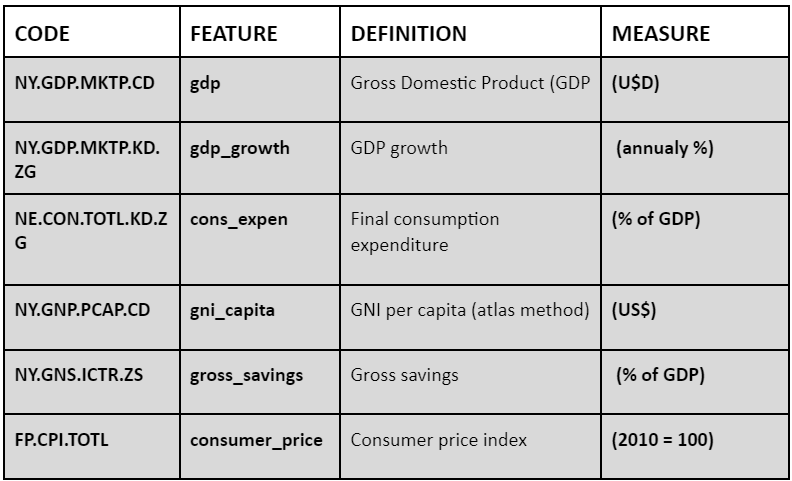 CODE FEATURE DEFINITION MEASURE
NY.GDP.MKTP.CD gdp Gross Domestic Product (GDP (U$D)
NY.GDP.MKTP.KD. gdp_growth GDP growth (annualy %)
ZG
NE.CON.TOTL.KD.Z cons_expen Final consumption (% of GDP)
G expenditure
NY.GNP.PCAP.CD gni_capita GNI per capita (atlas method) (US$)
NY.GNS.ICTR.ZS gross_savings Gross savings (% of GDP)
FP.CPI.TOTL consumer_price Consumer price index (2010 = 100)